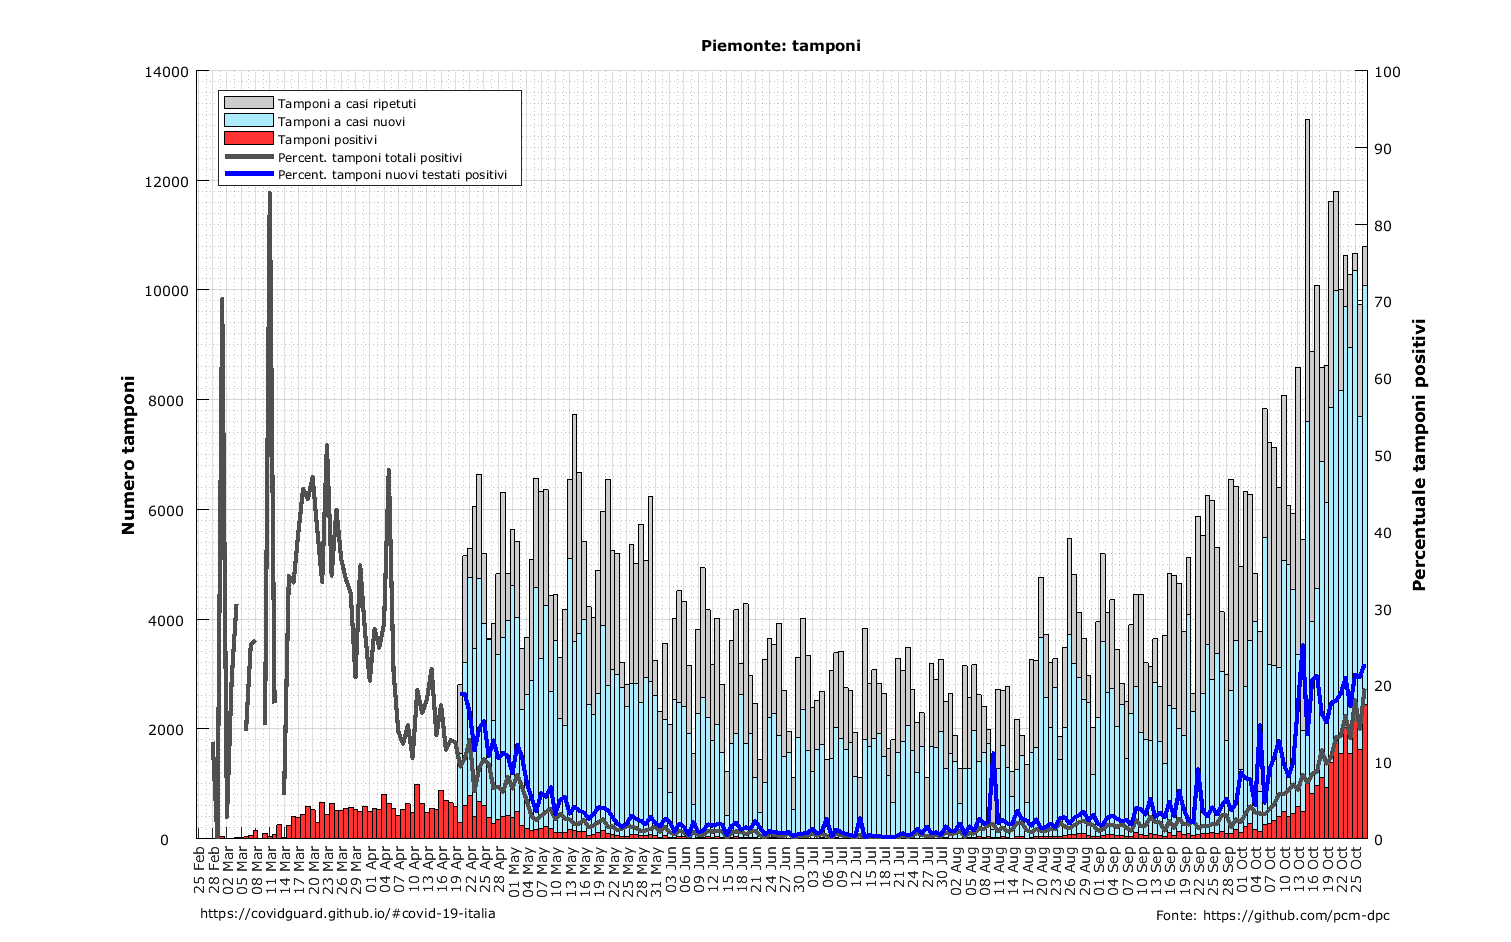 Piemonte: tamponi
14000
12000
10000
8000
6000
4000
2000
0
Numero tamponi
Tamponi a casi ripetuti
Tamponi a casi nuovi
Tamponi positivi
Percent. tamponi totali positivi
Percent. tamponi nuovi testati positivi
100
90
80
70
60
50
40
30
20
10
0
Percentuale tamponi positivi
25 Feb
28 Feb
02 Mar
05 Mar
08 Mar
11 Mar
14 Mar
17 Mar
20 Mar
23 Mar
26 Mar
29 Mar
01 Apr
04 Apr
07 Apr
10 Apr
13 Apr
16 Apr
19 Apr
22 Apr
25 Apr
28 Apr
01 May
04 May
07 May
10 May
13 May
16 May
19 May
22 May
25 May
28 May
31 May
03 Jun
06 Jun
09 Jun
12 Jun
15 Jun
18 Jun
21 Jun
24 Jun
27 Jun
30 Jun
03 Jul
06 Jul
09 Jul
12 Jul
15 Jul
18 Jul
21 Jul
24 Jul
27 Jul
30 Jul
02 Aug
05 Aug
08 Aug
11 Aug
14 Aug
17 Aug
20 Aug
23 Aug
26 Aug
29 Aug
01 Sep
04 Sep
07 Sep
10 Sep
13 Sep
16 Sep
19 Sep
22 Sep
25 Sep
28 Sep
01 Oct
04 Oct
07 Oct
10 Oct
13 Oct
16 Oct
19 Oct
22 Oct
25 Oct
https://covidguard.github.io/#covid-19-italia
Fonte: https://github.com/pcm-dpc